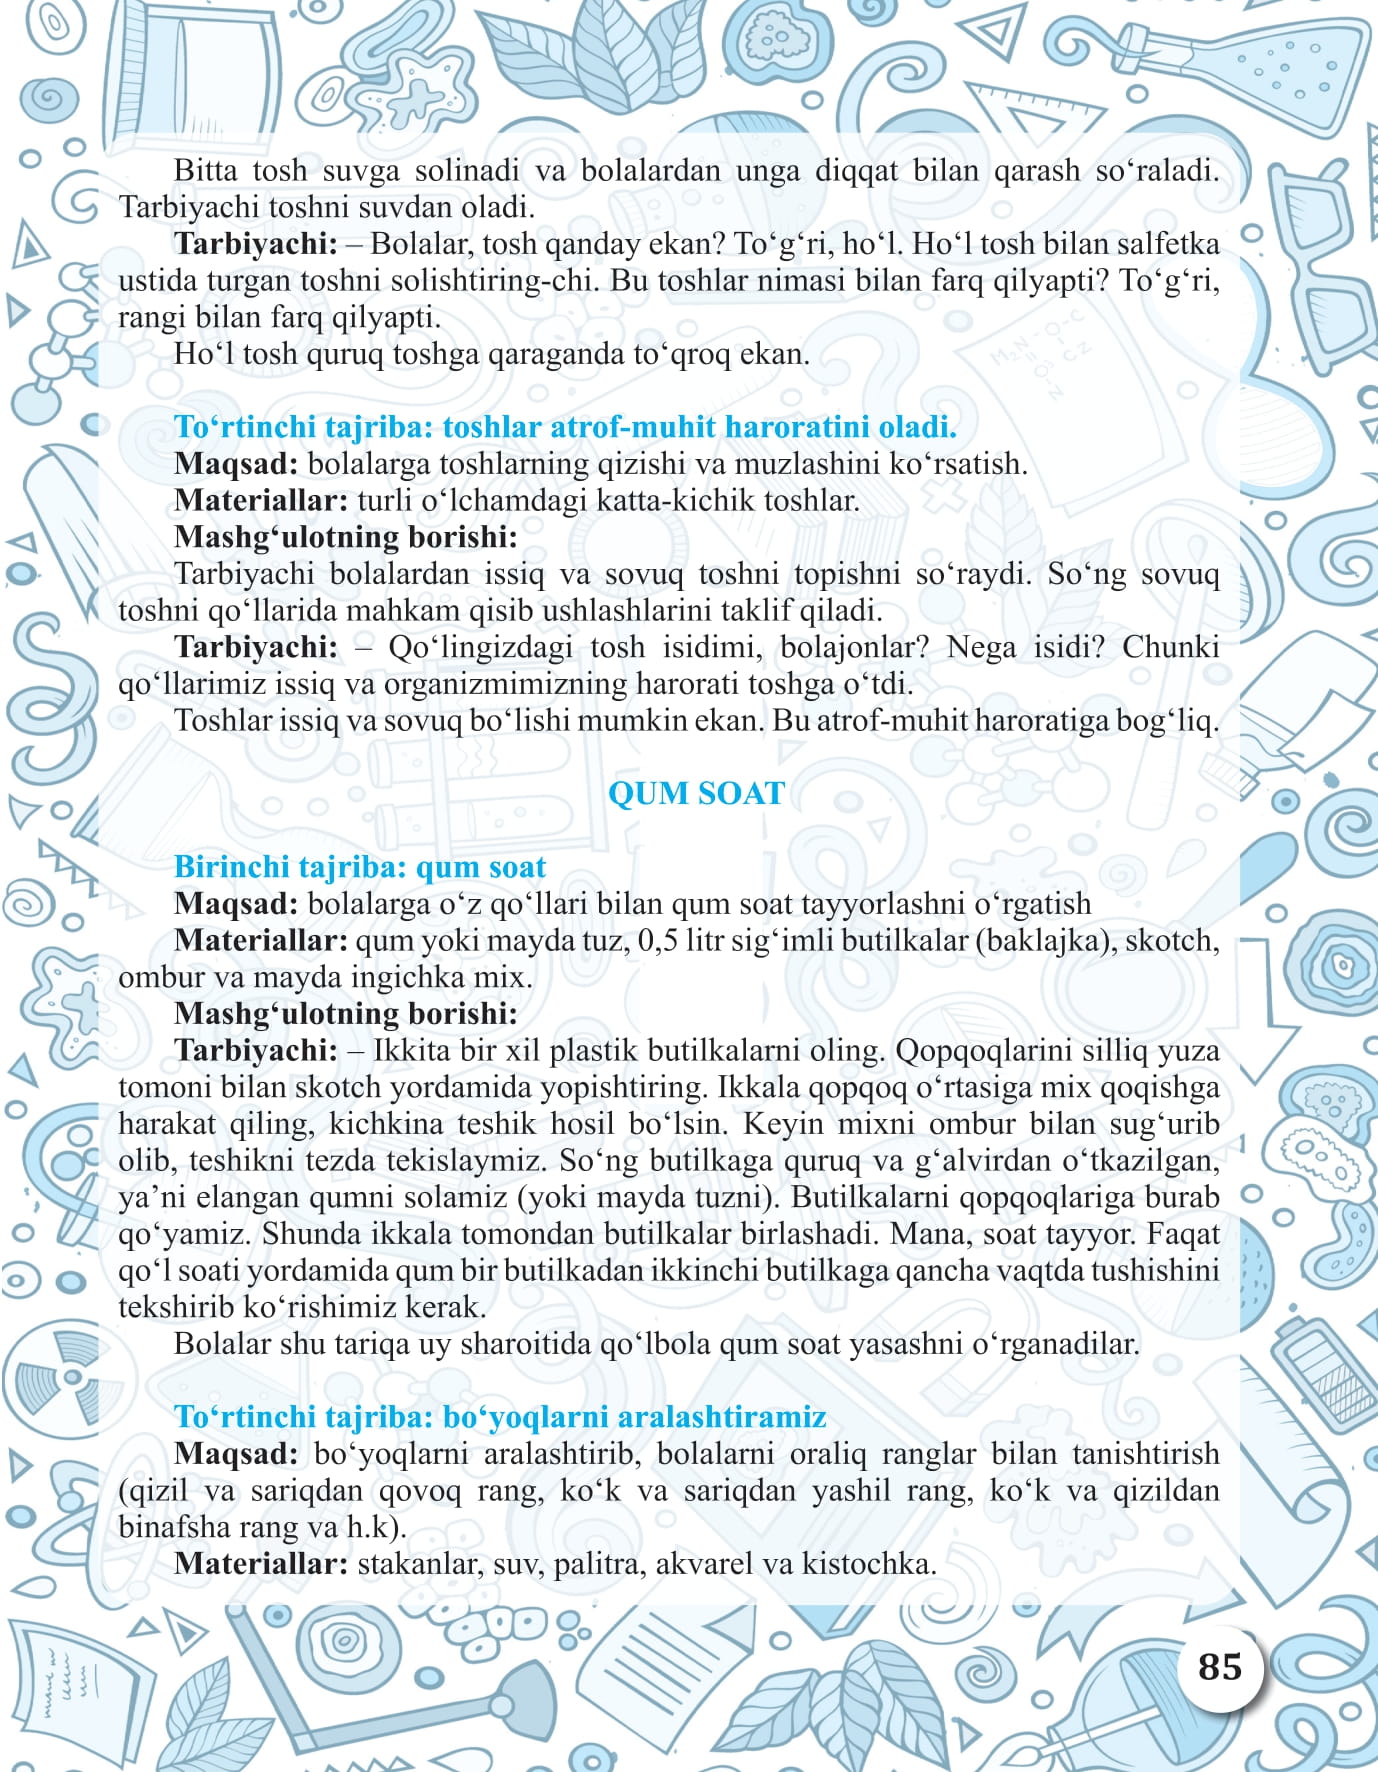 Bitta tosh suvga solinadi va bolalardan unga diqqat bilan qarash so‘raladi.
Tarbiyachi toshni suvdan oladi.
Tarbiyachi: – Bolalar, tosh qanday ekan? To‘g‘ri, ho‘l. Ho‘l tosh bilan salfetka
ustida turgan toshni solishtiring-chi. Bu toshlar nimasi bilan farq qilyapti? To‘g‘ri,
rangi bilan farq qilyapti.
Ho‘l tosh quruq toshga qaraganda to‘qroq ekan.
To‘rtinchi tajriba: toshlar atrof-muhit haroratini oladi.
Maqsad: bolalarga toshlarning qizishi va muzlashini ko‘rsatish.
Materiallar: turli o‘lchamdagi katta-kichik toshlar.
Mashg‘ulotning borishi:
Tarbiyachi bolalardan issiq va sovuq toshni topishni so‘raydi. So‘ng sovuq
toshni qo‘llarida mahkam qisib ushlashlarini taklif qiladi.
Tarbiyachi: – Qo‘lingizdagi tosh isidimi, bolajonlar? Nega isidi? Chunki
qo‘llarimiz issiq va organizmimizning harorati toshga o‘tdi.
Toshlar issiq va sovuq bo‘lishi mumkin ekan. Bu atrof-muhit haroratiga bog‘liq.
QUM SOAT
Birinchi tajriba: qum soat
Maqsad: bolalarga o‘z qo‘llari bilan qum soat tayyorlashni o‘rgatish
Materiallar: qum yoki mayda tuz, 0,5 litr sig‘imli butilkalar (baklajka), skotch,
ombur va mayda ingichka mix.
Mashg‘ulotning borishi:
Tarbiyachi: – Ikkita bir xil plastik butilkalarni oling. Qopqoqlarini silliq yuza
tomoni bilan skotch yordamida yopishtiring. Ikkala qopqoq o‘rtasiga mix qoqishga
harakat qiling, kichkina teshik hosil bo‘lsin. Keyin mixni ombur bilan sug‘urib
olib, teshikni tezda tekislaymiz. So‘ng butilkaga quruq va g‘alvirdan o‘tkazilgan,
ya’ni elangan qumni solamiz (yoki mayda tuzni). Butilkalarni qopqoqlariga burab
qo‘yamiz. Shunda ikkala tomondan butilkalar birlashadi. Mana, soat tayyor. Faqat
qo‘l soati yordamida qum bir butilkadan ikkinchi butilkaga qancha vaqtda tushishini
tekshirib ko‘rishimiz kerak.
Bolalar shu tariqa uy sharoitida qo‘lbola qum soat yasashni o‘rganadilar.
To‘rtinchi tajriba: bo‘yoqlarni aralashtiramiz
Maqsad: bo‘yoqlarni aralashtirib, bolalarni oraliq ranglar bilan tanishtirish
(qizil va sariqdan qovoq rang, ko‘k va sariqdan yashil rang, ko‘k va qizildan
binafsha rang va h.k).
Materiallar: stakanlar, suv, palitra, akvarel va kistochka.
85